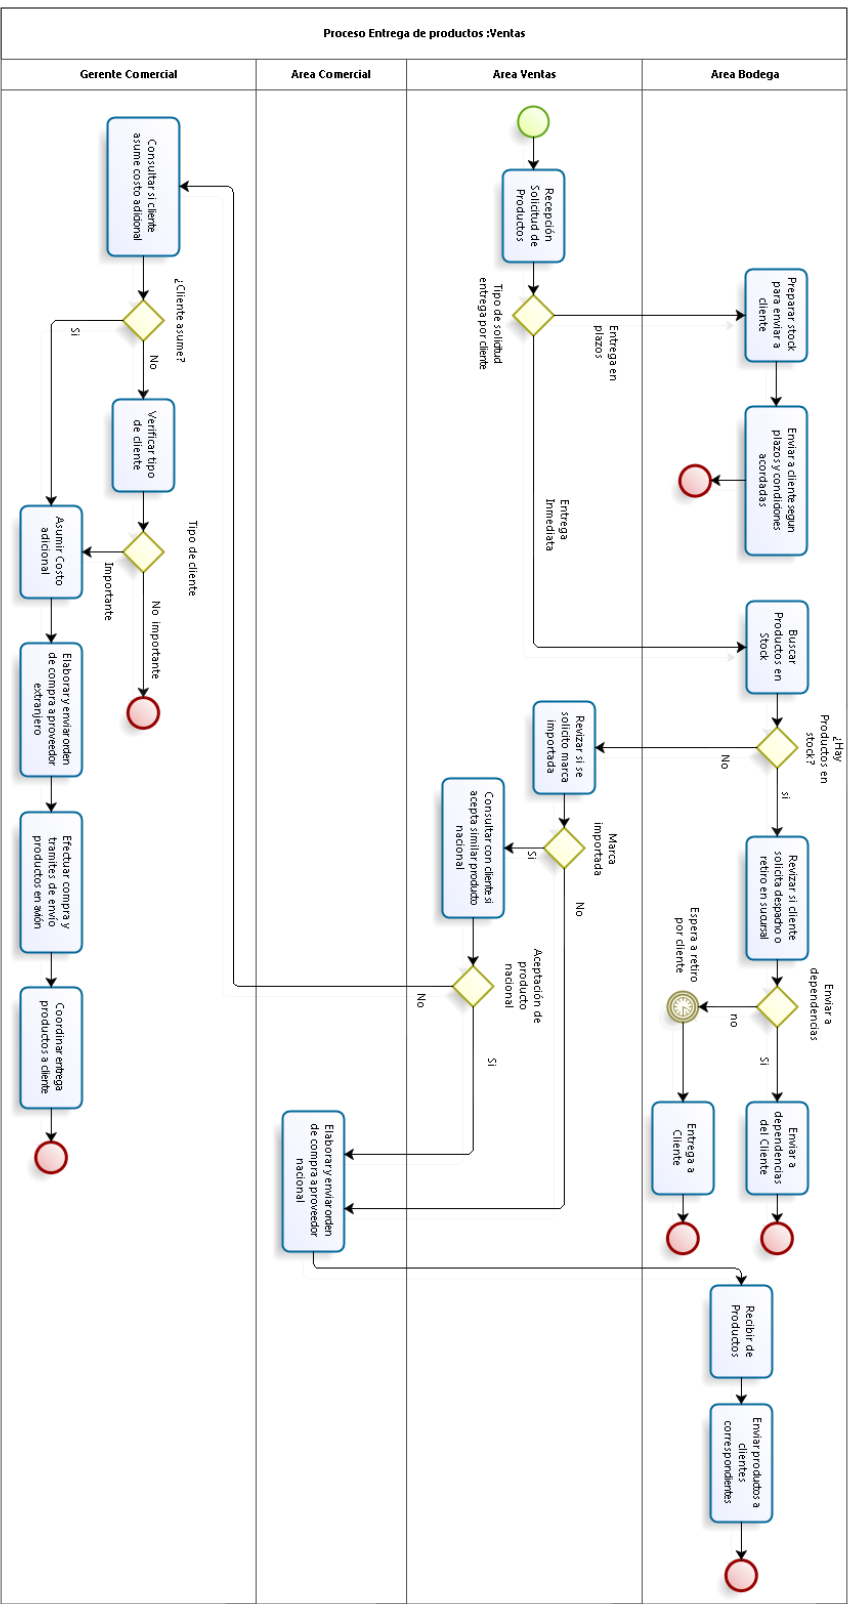 Proceso Entrega de productos :Ventas
Gerente Comercial
Area Comercial
Area Ventas
Area Bodega
Consultar si cliente
asume costo adicional
¿Cliente asume?
Si
No
Verificar tipo
de cliente
Tipo de cliente
Importante
No importante
Asumir Costo
adicional
Elaborar y enviar orden
de compra a proveedor
extranjero
Efectuar compra y
tramites de envio
productos en avión
Coordinar entrega
productos a cliente
Elaborar y enviar orden
de compra a proveedor
nacional
Recepción
Solicitud de
Productos
Tipo de solicitud
entrega por cliente
Entrega en
plazos
Entrega
Inmediata
Revizar si se
solicito marca
importada
Marca
importada
Si
No
Consultar con cliente si
acepta similar producto
nacional
Aceptación de
producto
nacional
No
Si
Preparar stock
para enviar a
cliente
Enviar a cliente segun
plazos y condiciones
acordadas
Buscar
Productos en
Stock
¿Hay
Productos en
stock?
No
si
Revizar si cliente
solicita despacho o
retiro en sucursal
Enviar a
dependencias
no
Si
Espera a retiro
por cliente
Entrega a
Cliente
Enviar a
dependencias
del Cliente
Recibir de
Productos
Enviar productos a
clientes
correspondientes